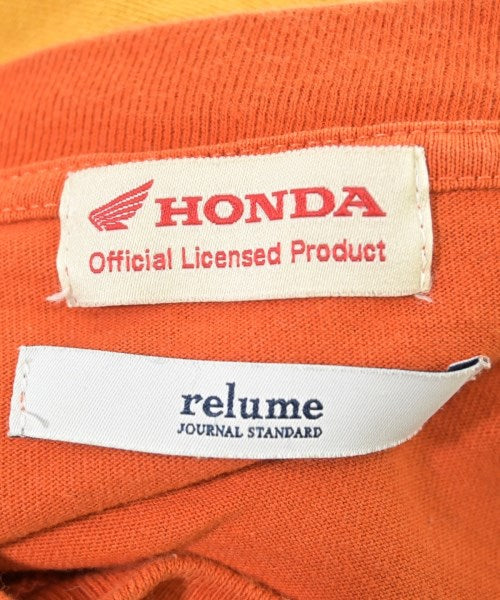 HONDA
Official Licensed Product
relume
JOURNAL STANDARD